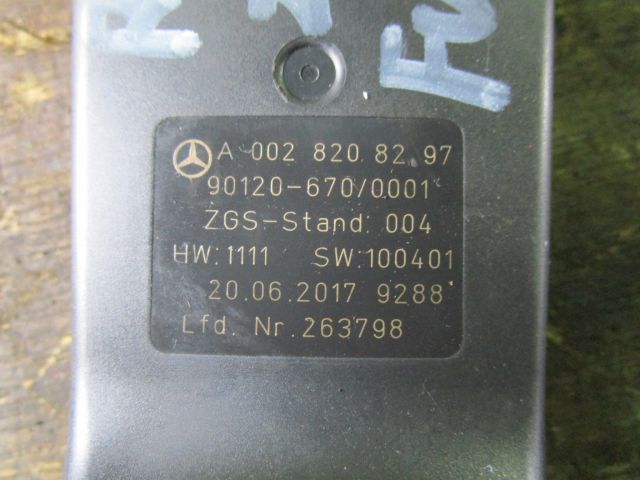 A 002 820 82 97
90120-670/0001
ZGS-Stand: 004
HW:1111 SW:100401
20.06.2017 9288
Lfd. Nr.263798